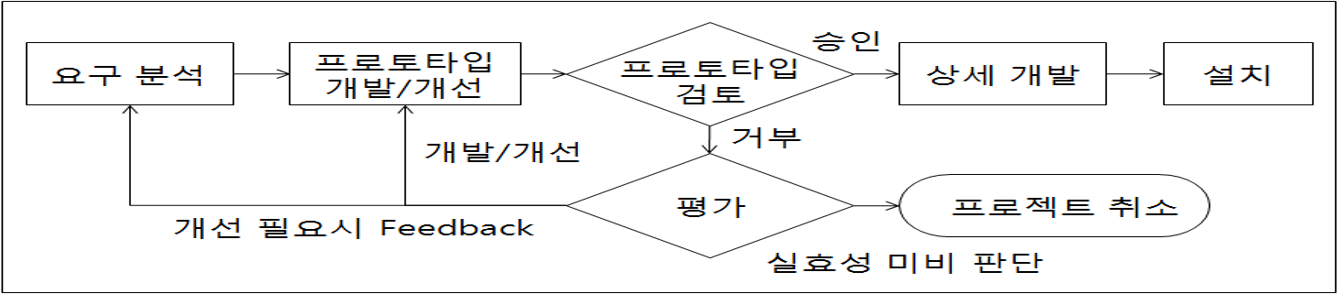 요구 분석
프로토타입
개발/개선
프로토타입
검토
승인
상세 개발
설치
거부
개발/개선
평가
프로젝트 취소
개선 필요시 Feedback
실효성 미비 판단